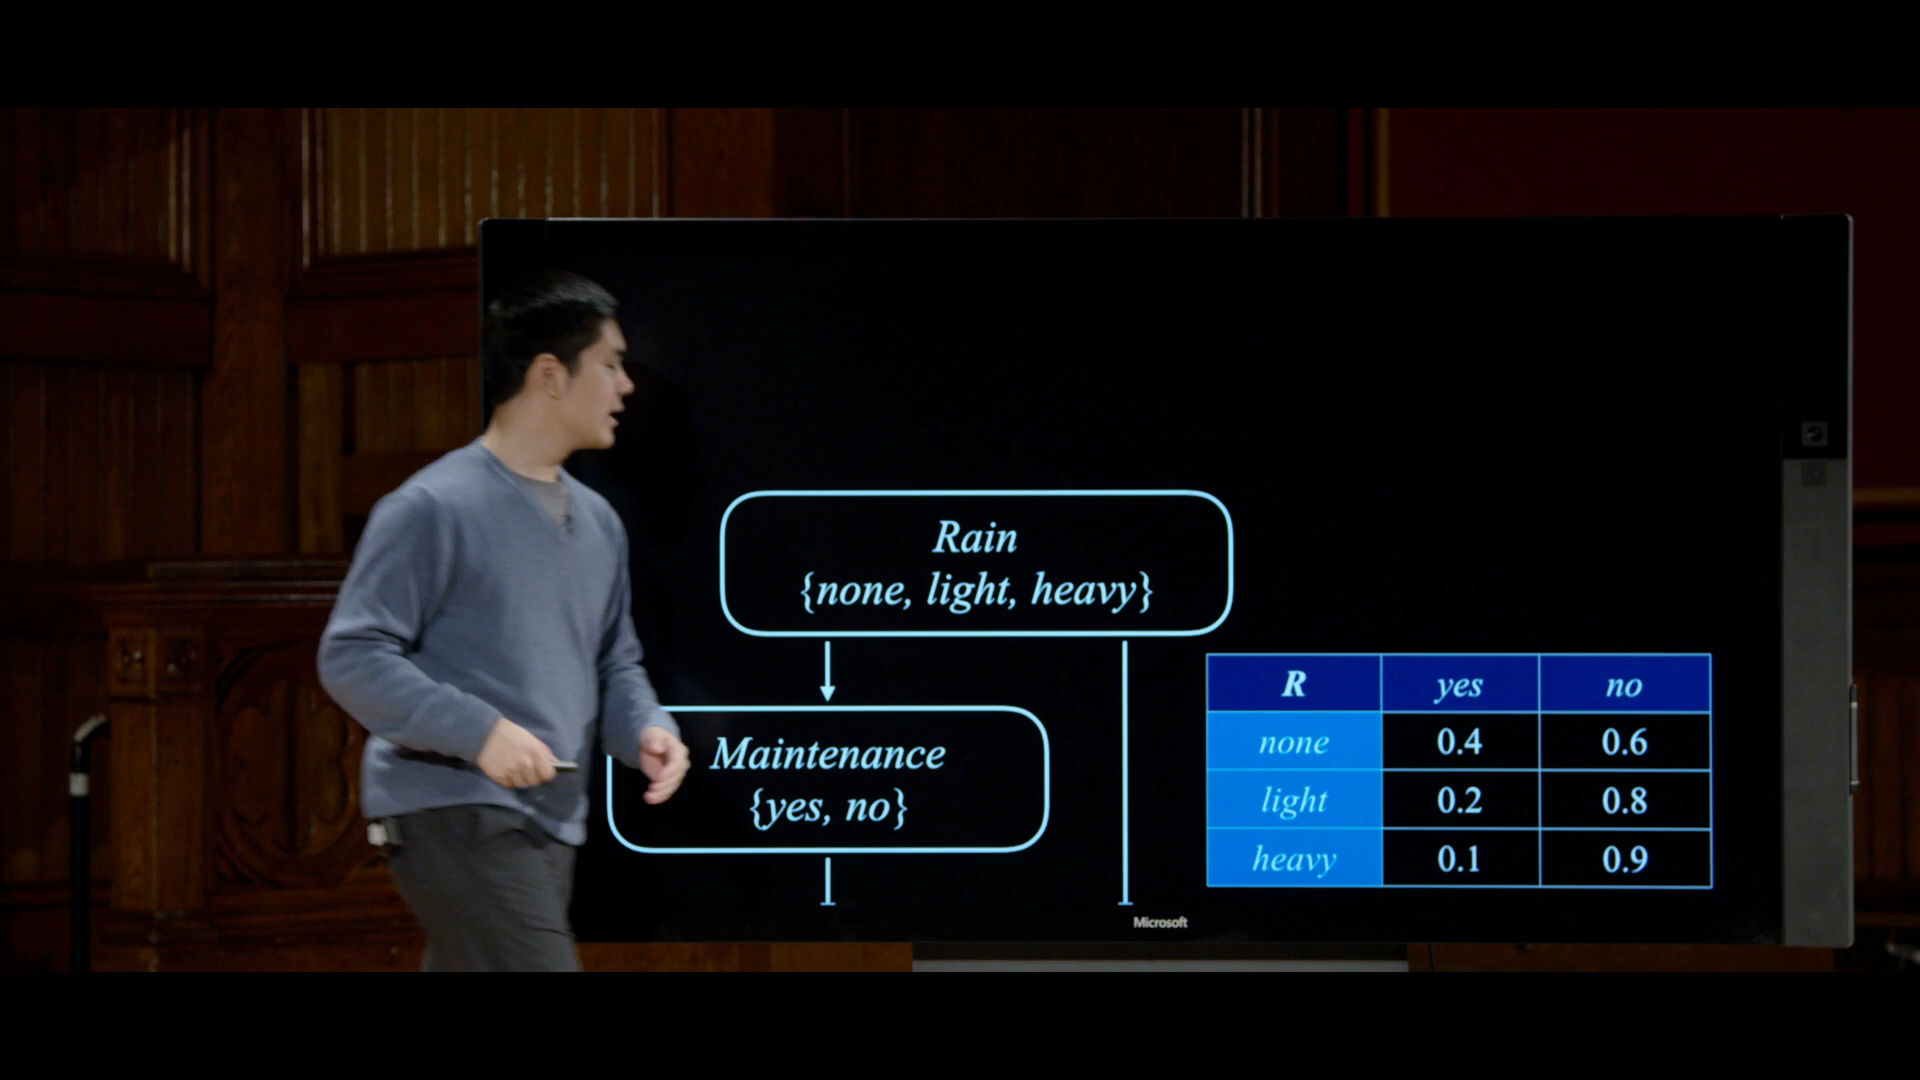 Rain
{none, light, heavy}
Maintenance
{yes, no}
R yes no
none 0.4 0.6
light 0.2 0.8
heavy 0.1 0.9
Microsoft